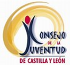 CONSEJO
DE LA
JUVENTUD
DE CASTILLA Y LEÓN